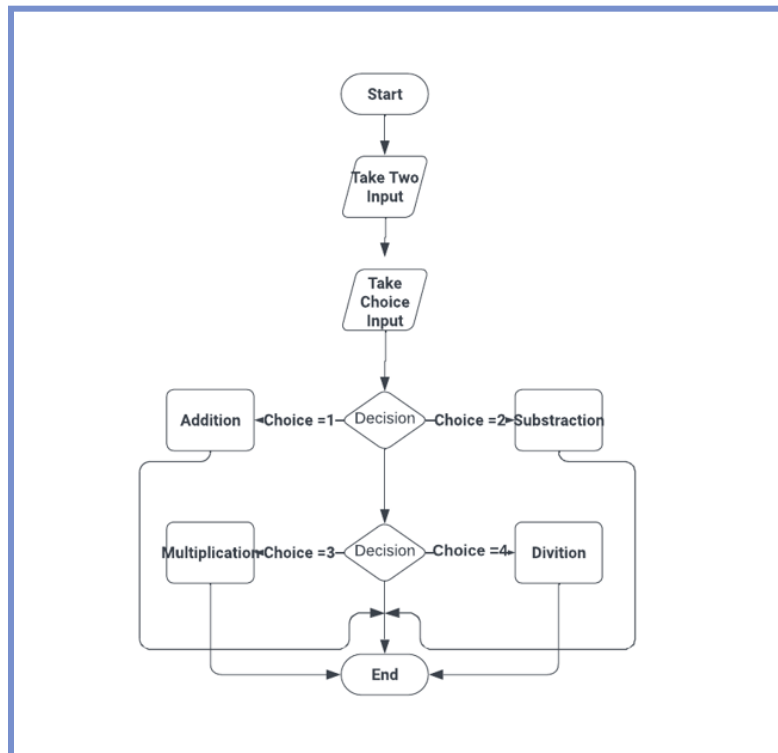 Start
Take Two
Input
Take
Choice
Input
Addition
Choice =1
Decision
Choice =2
Substraction
Multiplication
Choice =3
Decision
Choice =4
Divition
End